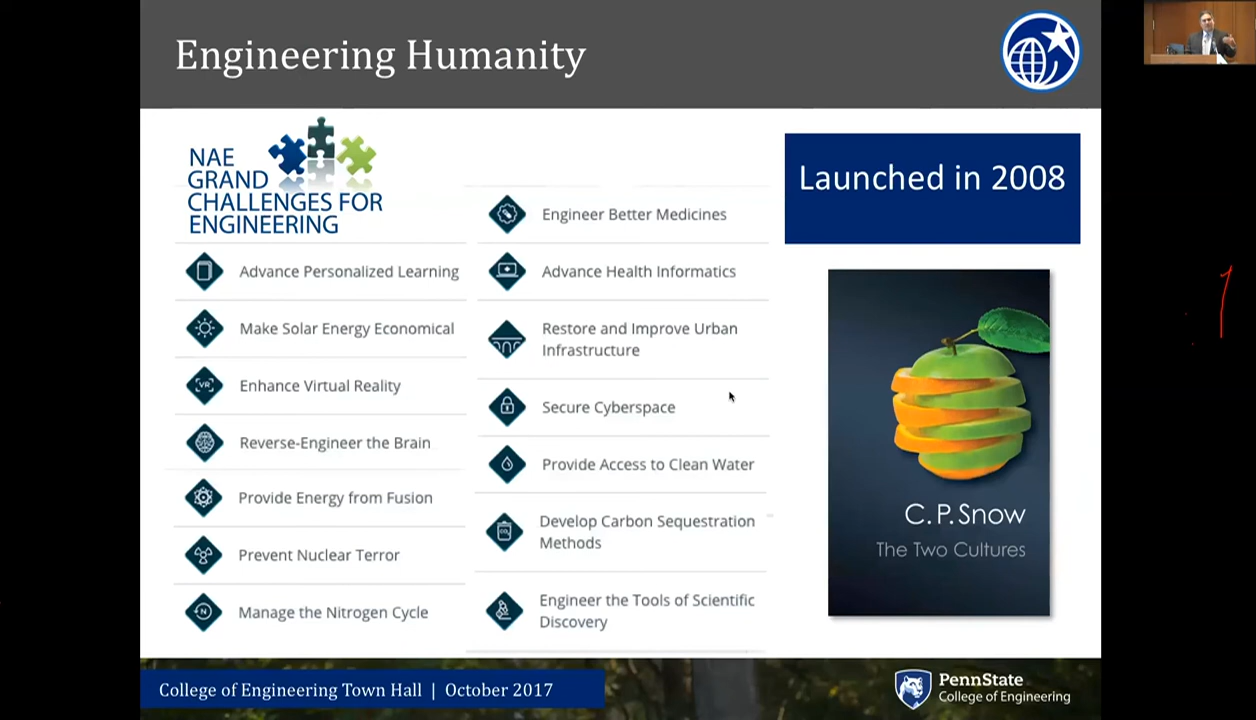 Engineering Humanity
NAE
GRAND
CHALLENGES FOR
ENGINEERING
Advance Personalized Learning
Make Solar Energy Economical
VR
Enhance Virtual Reality
Reverse-Engineer the Brain
Provide Energy from Fusion
Prevent Nuclear Terror
N
Manage the Nitrogen Cycle
Engineer Better Medicines
Advance Health Informatics
Restore and Improve Urban
Infrastructure
Secure Cyberspace
Provide Access to Clean Water
CO₂
Develop Carbon Sequestration
Methods
Engineer the Tools of Scientific
Discovery
Launched in 2008
C. P. Snow
The Two Cultures
College of Engineering Town Hall | October 2017
PennState
College of Engineering